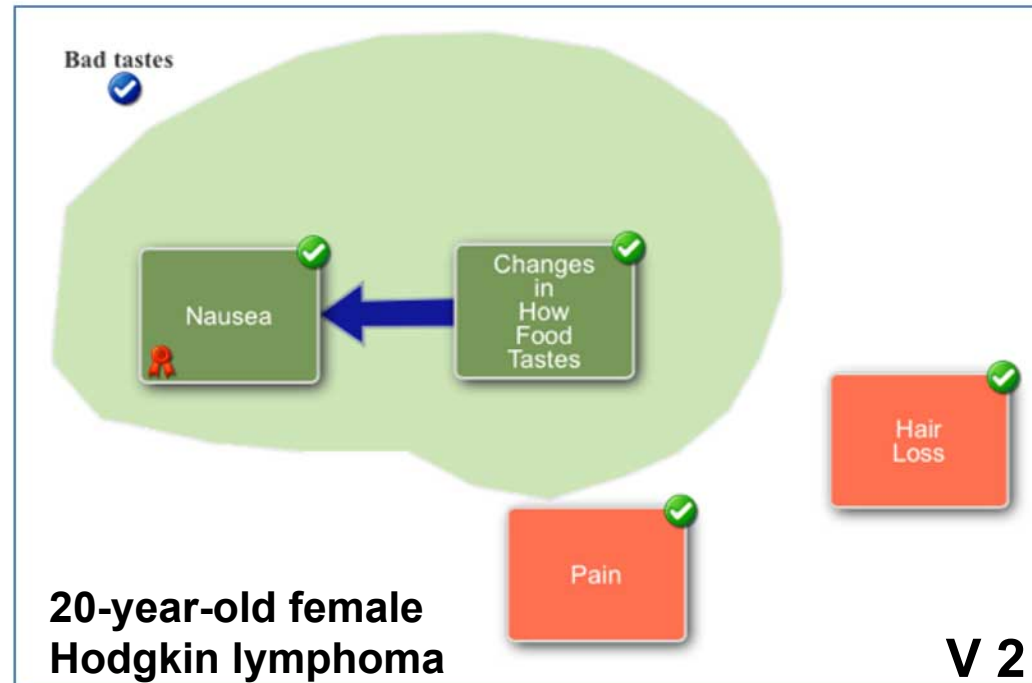 Bad tastes
Nausea
Changes
in
How
Food
Tastes
Hair
Loss
Pain
20-year-old female
Hodgkin lymphoma
V 2